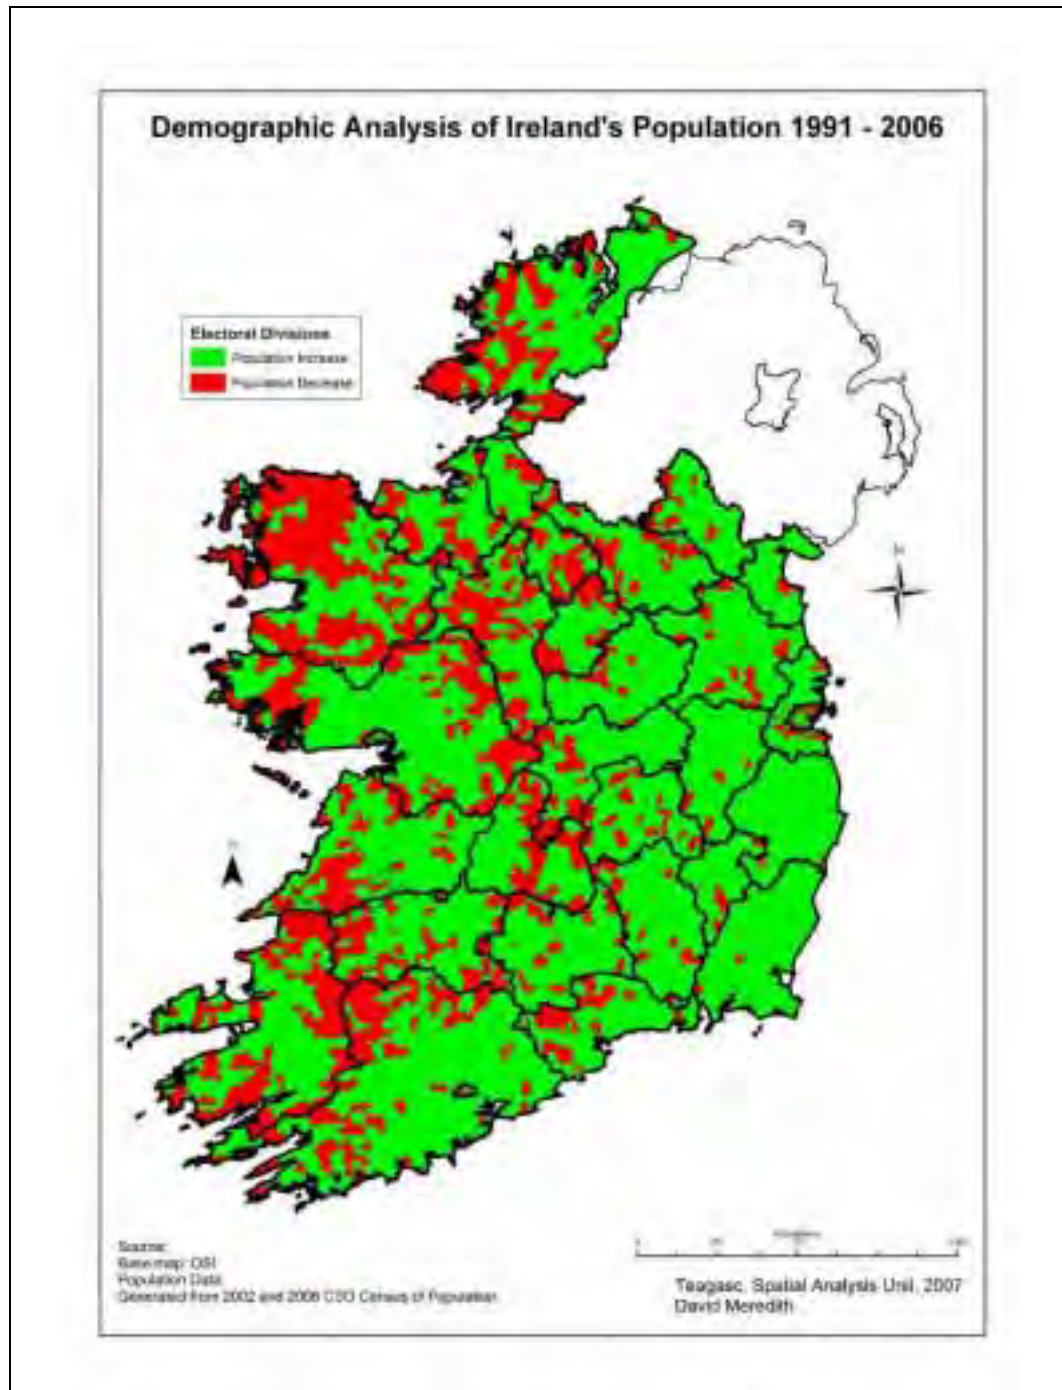 Demographic Analysis of Ireland's Population 1991 - 2006
Electoral Divisions
Population Increase
Population Decrease
N
N
Source:
Base map: OSI
Population Data
Generated from 2002 and 2006 CSO Census of Population
Teagasc, Spatial Analysis Unit, 2007
David Meredith